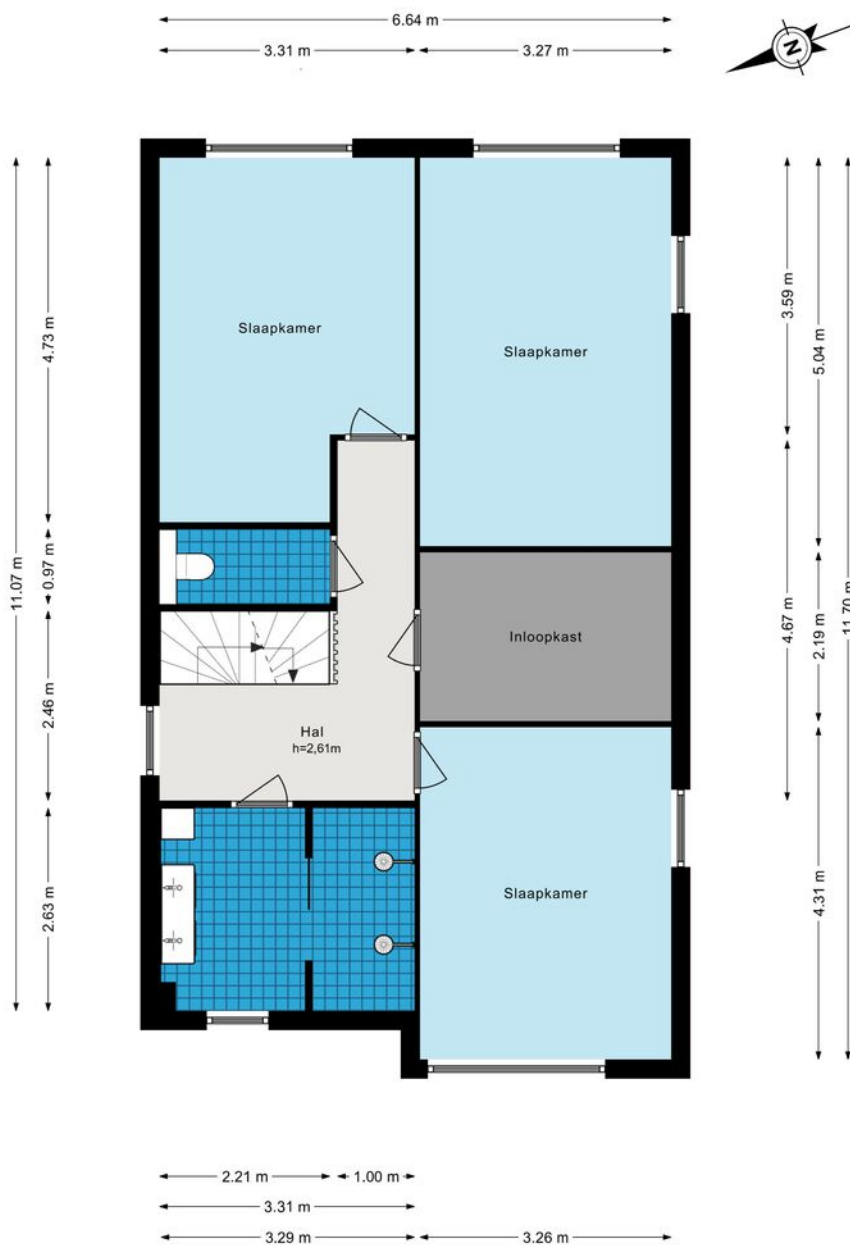 6.64 m
3.31 m
3.27 m
N
Slaapkamer
Slaapkamer
4.73 m
3.59 m
5.04 m
11.07 m
0.97 m
4.67 m
2.19 m
11.70 m
Inloopkast
2.46 m
Hal
h=2,61m
Slaapkamer
2.63 m
4.31 m
2.21 m
1.00 m
3.31 m
3.29 m
3.26 m